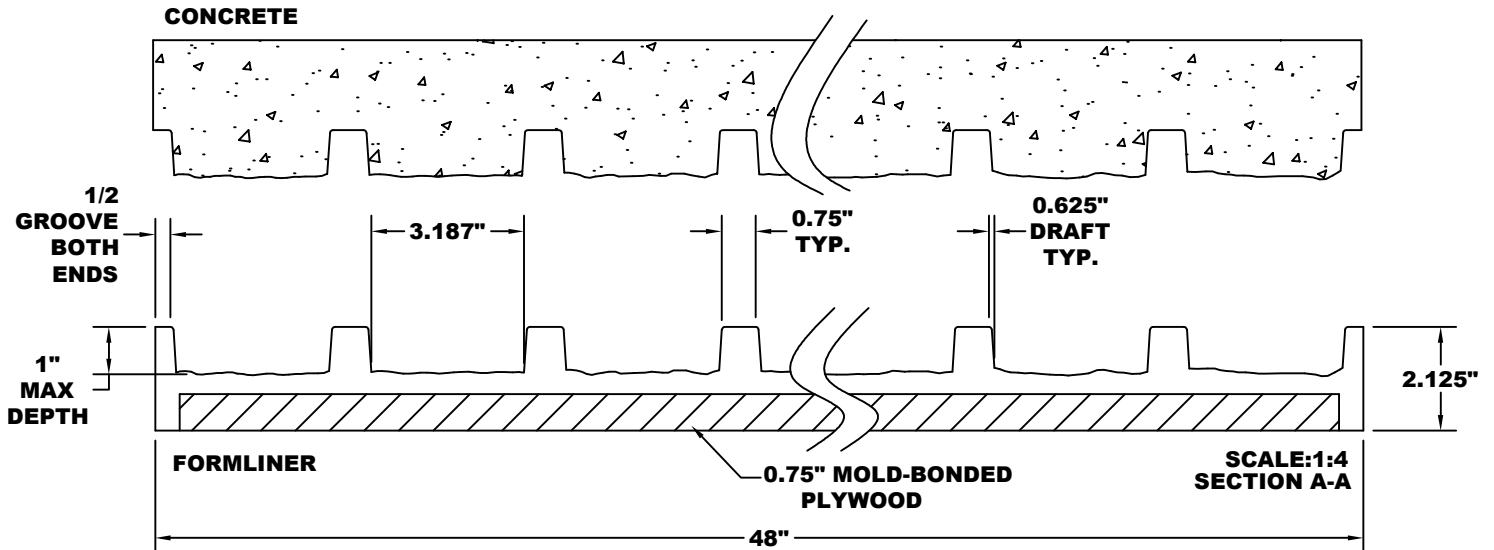 CONCRETE
1/2
GROOVE
BOTH
ENDS
3.187"
0.75"
TYP.
0.625"
DRAFT
TYP.
1"
MAX
DEPTH
2.125"
FORMLINER
0.75" MOLD-BONDED
PLYWOOD
SCALE:1:4
SECTION A-A
48"